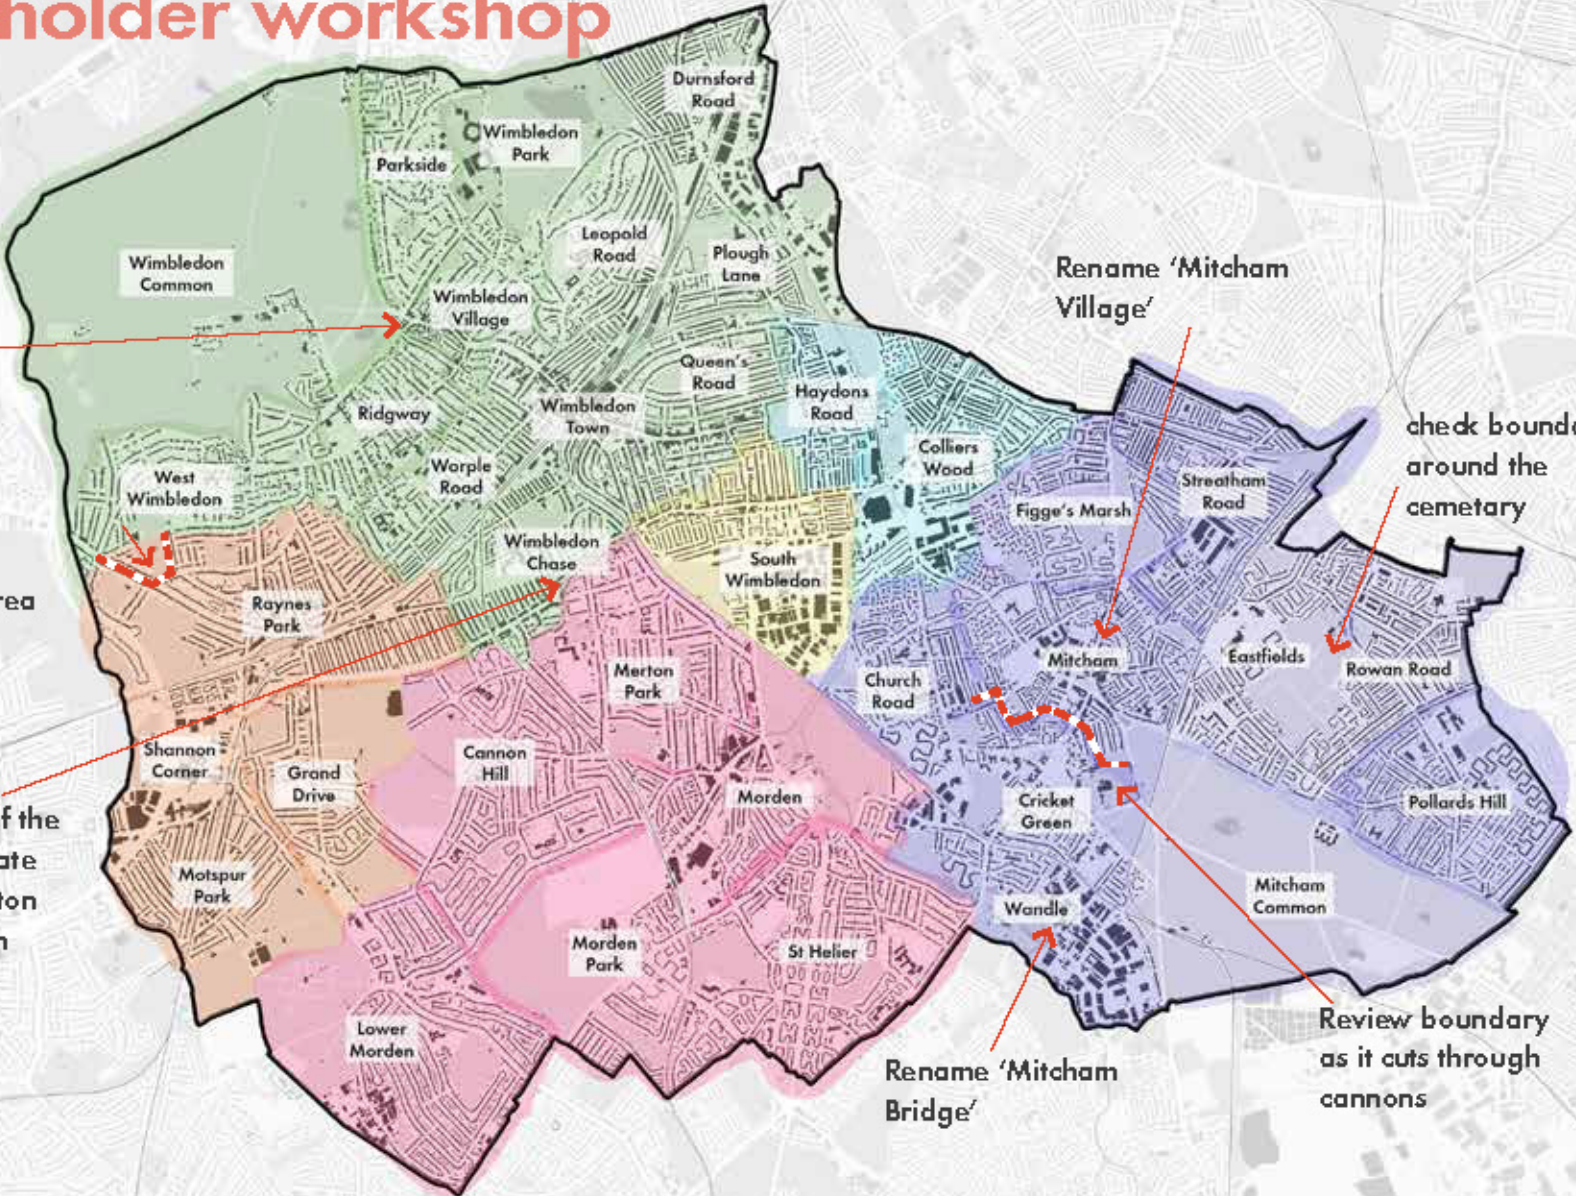 holder workshop
Durnsford
Road
Wimbledon
Park
Parkside
Leopold
Road
Plough
Lane
Wimbledon
Common
Wimbledon
Village
Rename ‘Mitcham
Village’
Queen's
Road
Haydons
Road
Ridgway
Wimbledon
Town
check bounda
around the
cemetary
Colliers
Wood
West
Wimbledon
Worple
Road
Streatham
Road
Figge's Marsh
Wimbledon
Chase
South
Wimbledon
rea
Raynes
Park
Merton
Park
Church
Road
Mitcham
Eastfields
Rowan Road
Shannon
Corner
Grand
Drive
Cannon
Hill
Morden
Cricket
Green
Pollards Hill
f the
ate
ton
n
Motspur
Park
Mitcham
Common
Wandle
Morden
Park
St Helier
Lower
Morden
Rename ‘Mitcham
Bridge’
Review boundary
as it cuts through
cannons